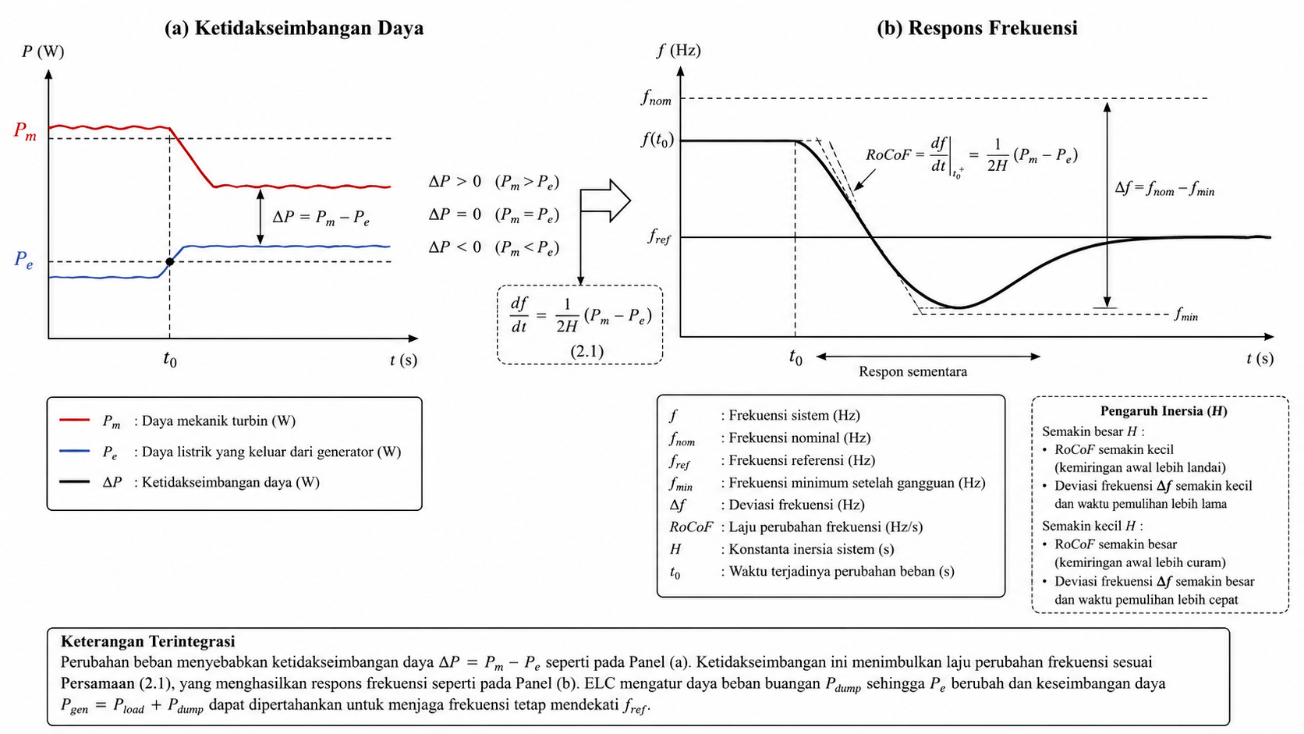 (a) Ketidakseimbangan Daya
P (W)
P_m
P_e
ΔP = P_m − P_e
t_0
t (s)
ΔP > 0 (P_m > P_e)
ΔP = 0 (P_m = P_e)
ΔP < 0 (P_m < P_e)
df/dt = 1/2H (P_m − P_e)
(2.1)
(b) Respons Frekuensi
f (Hz)
f_nom
f(t_0)
RoCoF = df/dt|_{t_0^+} = 1/2H (P_m − P_e)
Δf = f_nom − f_min
f_ref
f_min
t_0
t (s)
Respon sementara
P_m : Daya mekanik turbin (W)
P_e : Daya listrik yang keluar dari generator (W)
ΔP : Ketidakseimbangan daya (W)
f : Frekuensi sistem (Hz)
f_nom : Frekuensi nominal (Hz)
f_ref : Frekuensi referensi (Hz)
f_min : Frekuensi minimum setelah gangguan (Hz)
Δf : Deviasi frekuensi (Hz)
RoCoF : Laju perubahan frekuensi (Hz/s)
H : Konstanta inersia sistem (s)
t_0 : Waktu terjadinya perubahan beban (s)
Pengaruh Inersia (H)
Semakin besar H :
• RoCoF semakin kecil
(kemiringan awal lebih landai)
• Deviasi frekuensi Δf semakin kecil
dan waktu pemulihan lebih lama
Semakin kecil H :
• RoCoF semakin besar
(kemiringan awal lebih curam)
• Deviasi frekuensi Δf semakin besar
dan waktu pemulihan lebih cepat
Keterangan Terintegrasi
Perubahan beban menyebabkan ketidakseimbangan daya ΔP = P_m − P_e seperti pada Panel (a). Ketidakseimbangan ini menimbulkan laju perubahan frekuensi sesuai
Persamaan (2.1), yang menghasilkan respons frekuensi seperti pada Panel (b). ELC mengatur daya beban buangan P_dump sehingga P_e berubah dan keseimbangan daya
P_gen = P_load + P_dump dapat dipertahankan untuk menjaga frekuensi tetap mendekati f_ref.